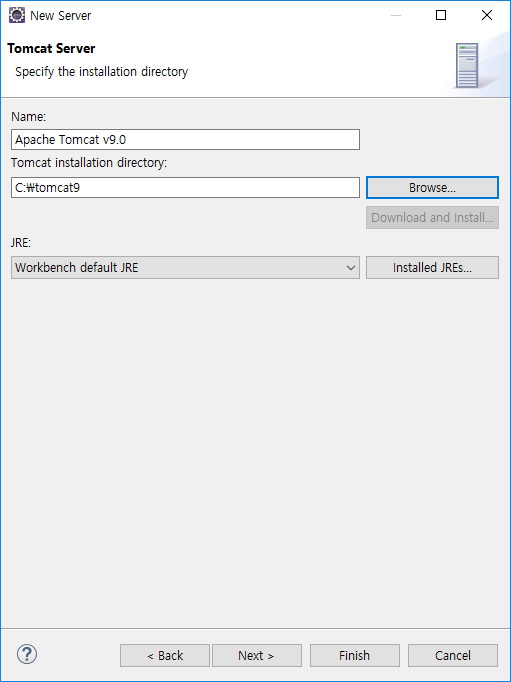 New Server
Tomcat Server
Specify the installation directory
Name:
Apache Tomcat v9.0
Tomcat installation directory:
C:₩tomcat9
Browse...
Download and Install...
JRE:
Workbench default JRE
Installed JREs...
?
< Back
Next >
Finish
Cancel